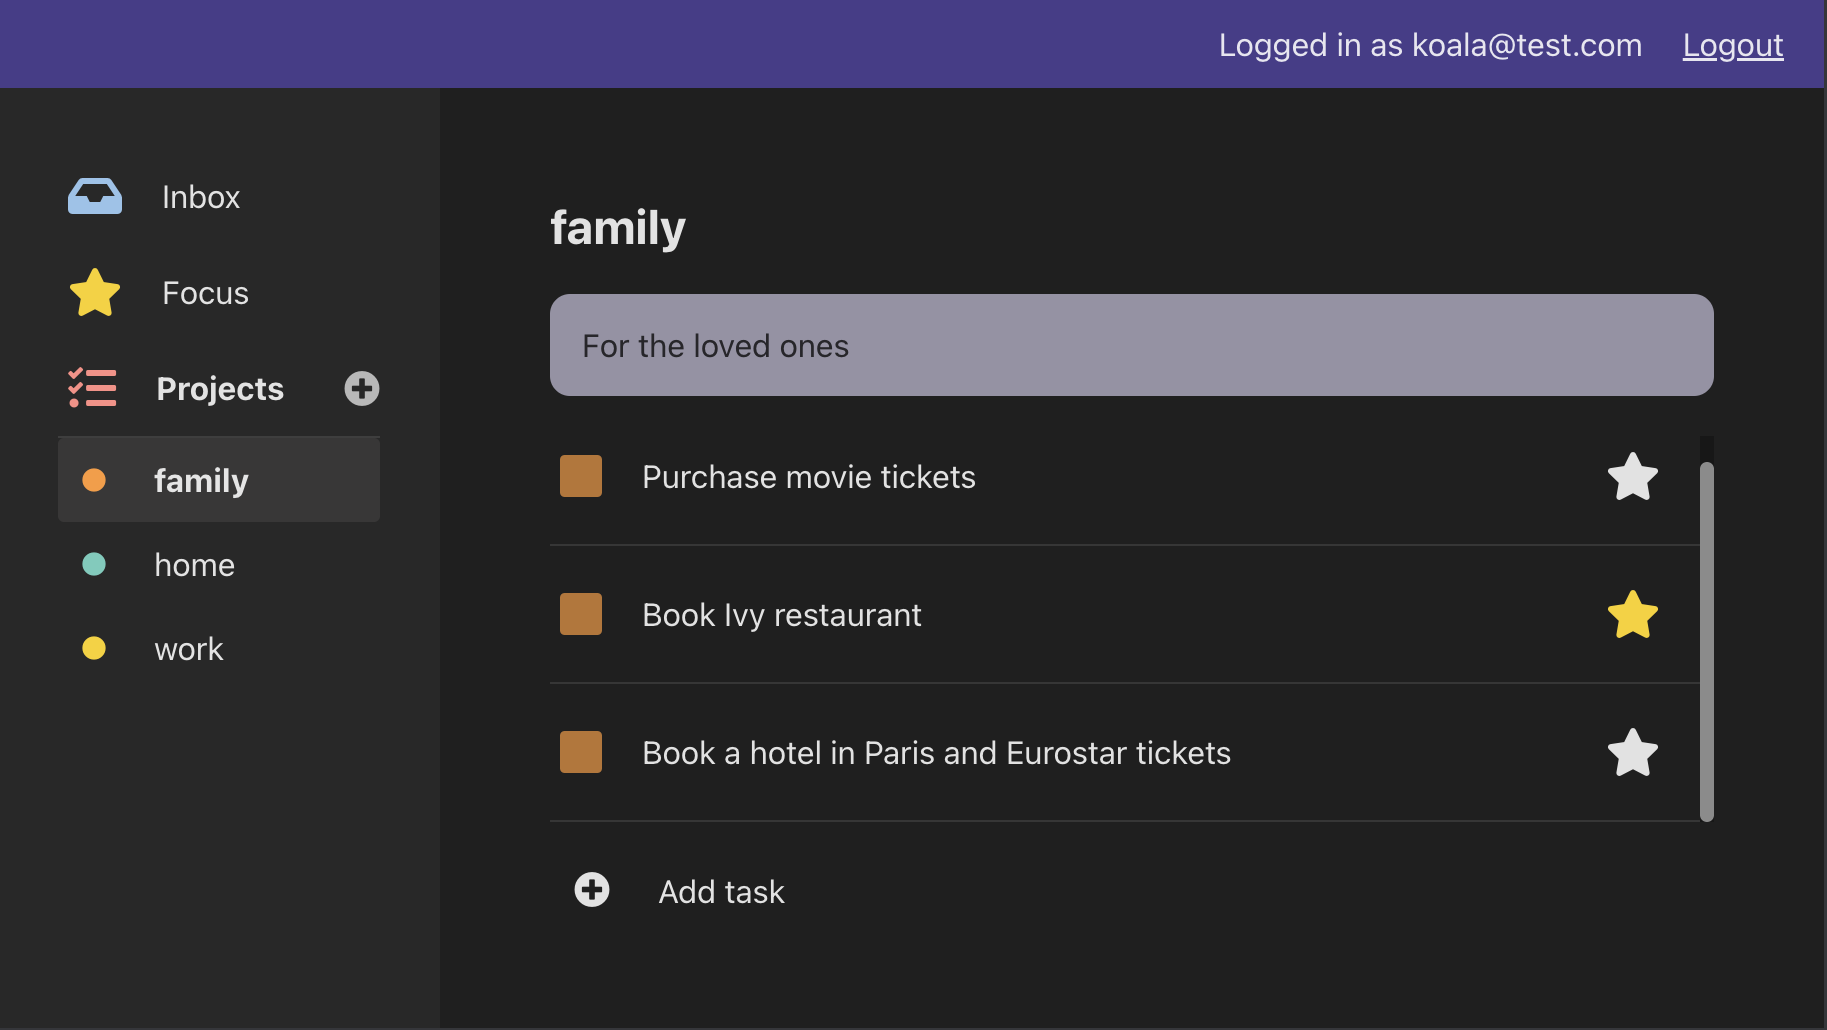 Logged in as koala@test.com Logout
Inbox
Focus
Projects
family
home
work
family
For the loved ones
Purchase movie tickets
Book Ivy restaurant
Book a hotel in Paris and Eurostar tickets
Add task